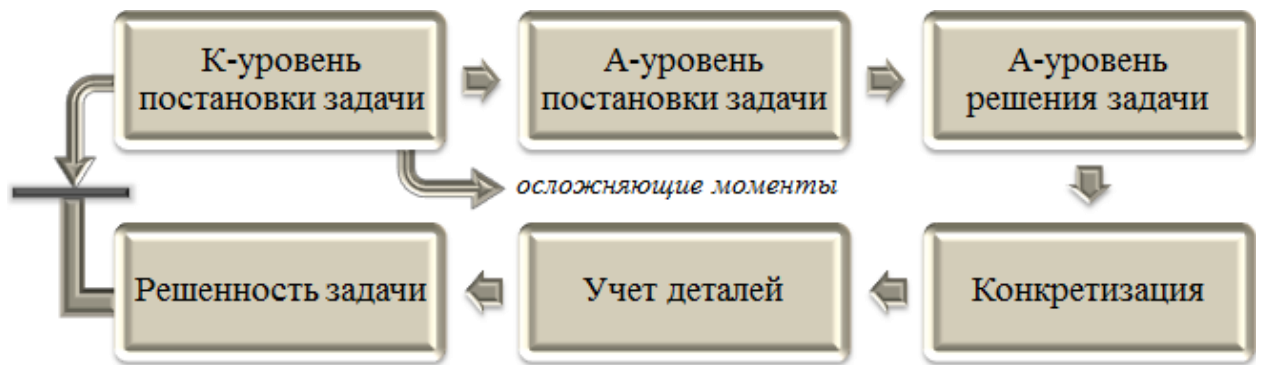 К-уровень
постановки задачи
А-уровень
постановки задачи
А-уровень
решения задачи
осложняющие моменты
Решенность задачи
Учет деталей
Конкретизация